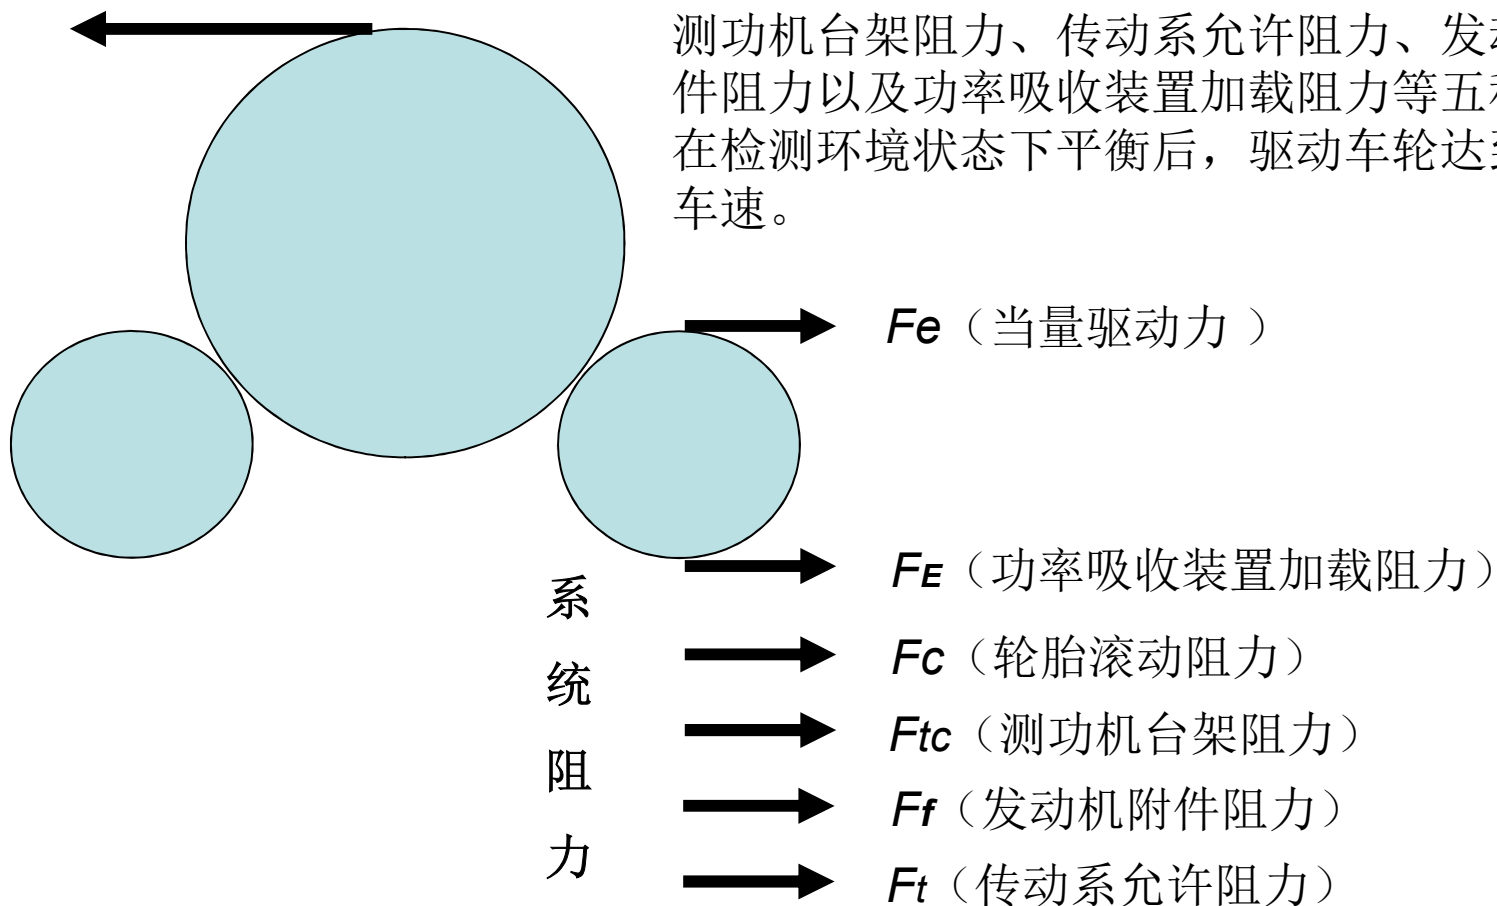 测功机台架阻力、传动系允许阻力、发
件阻力以及功率吸收装置加载阻力等五
在检测环境状态下平衡后，驱动车轮达
车速。
Fe（当量驱动力 ）
FE（功率吸收装置加载阻力）
系
Fc（轮胎滚动阻力）
统
Ftc（测功机台架阻力）
阻
Ff（发动机附件阻力）
力
Ft（传动系允许阻力）